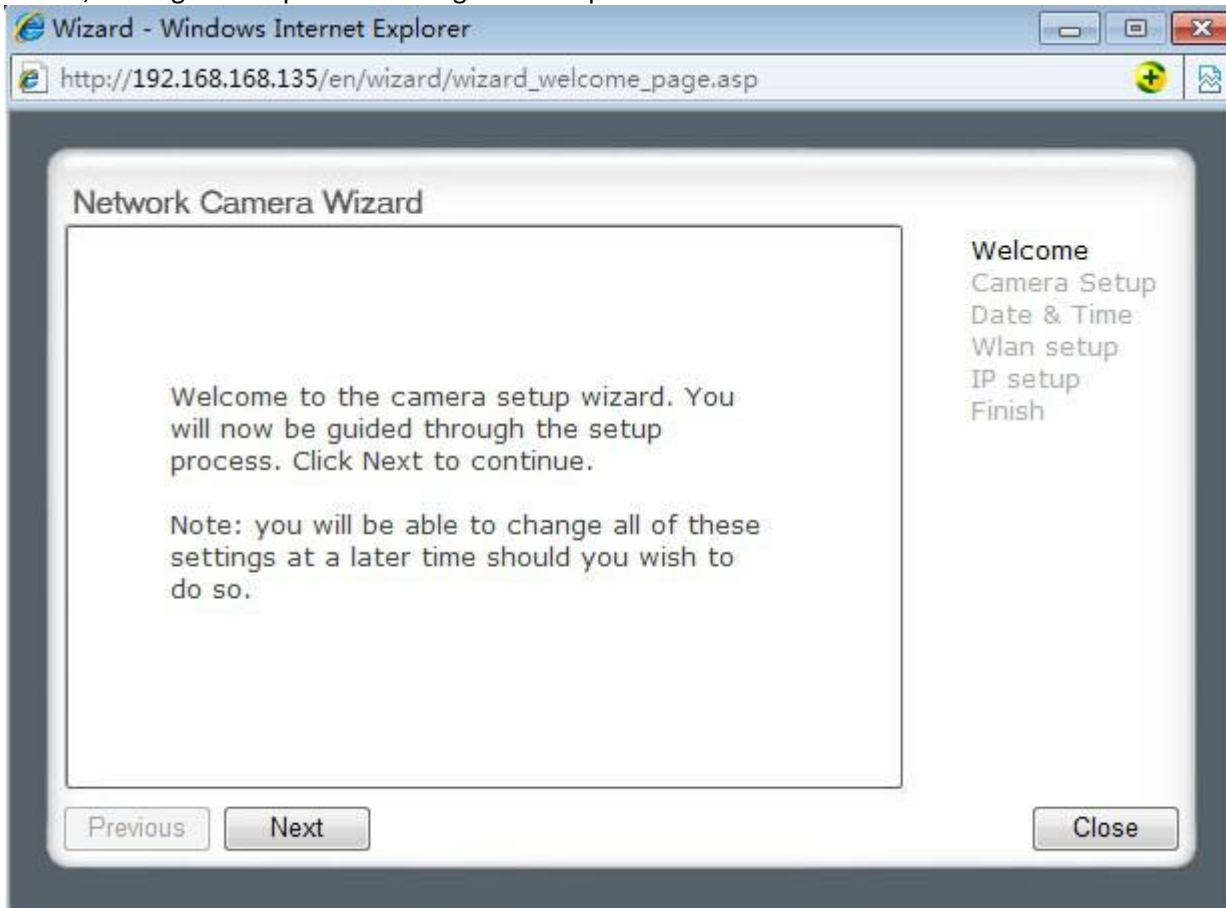 Wizard - Windows Internet Explorer
http://192.168.168.135/en/wizard/wizard_welcome_page.asp
Network Camera Wizard
Welcome to the camera setup wizard. You
will now be guided through the setup
process. Click Next to continue.
Note: you will be able to change all of these
settings at a later time should you wish to
do so.
Welcome
Camera Setup
Date & Time
Wlan setup
IP setup
Finish
Previous
Next
Close